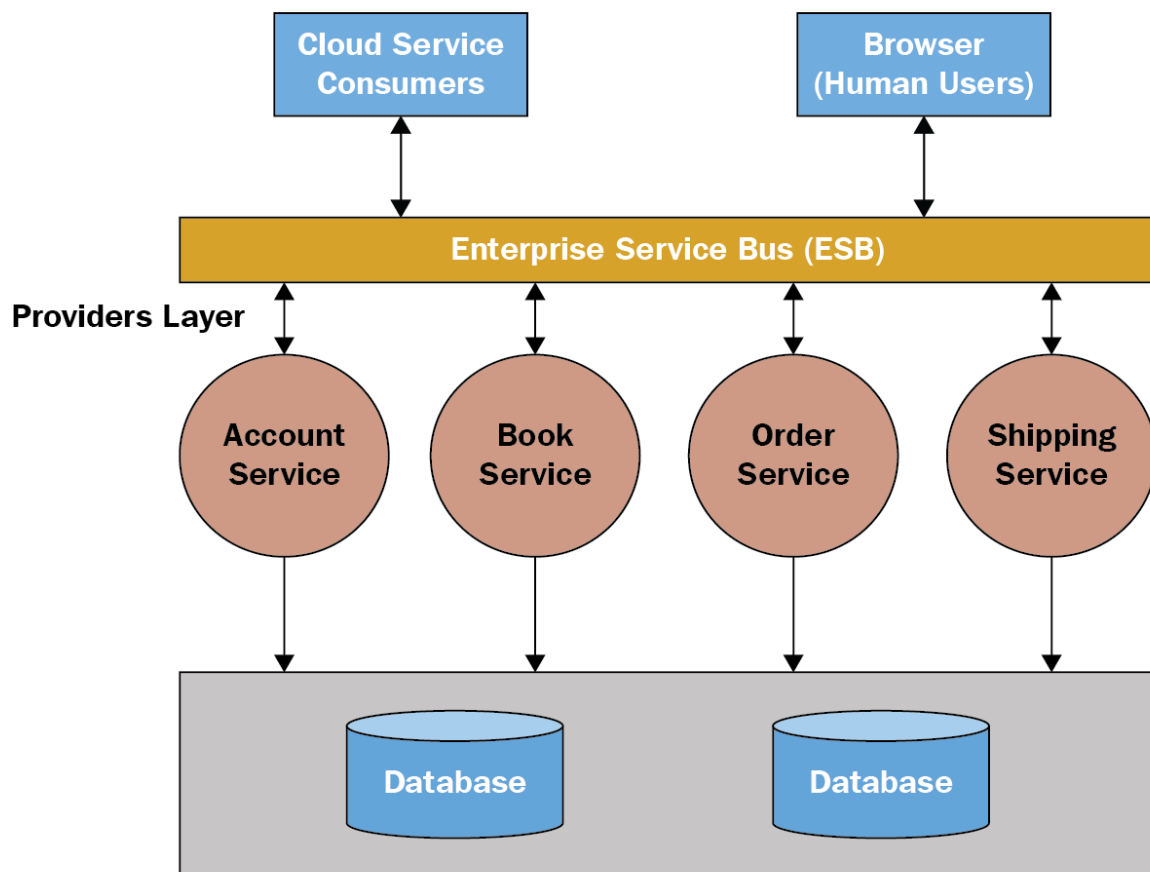 Cloud Service
Consumers
Browser
(Human Users)
Enterprise Service Bus (ESB)
Providers Layer
Account
Service
Book
Service
Order
Service
Shipping
Service
Database
Database